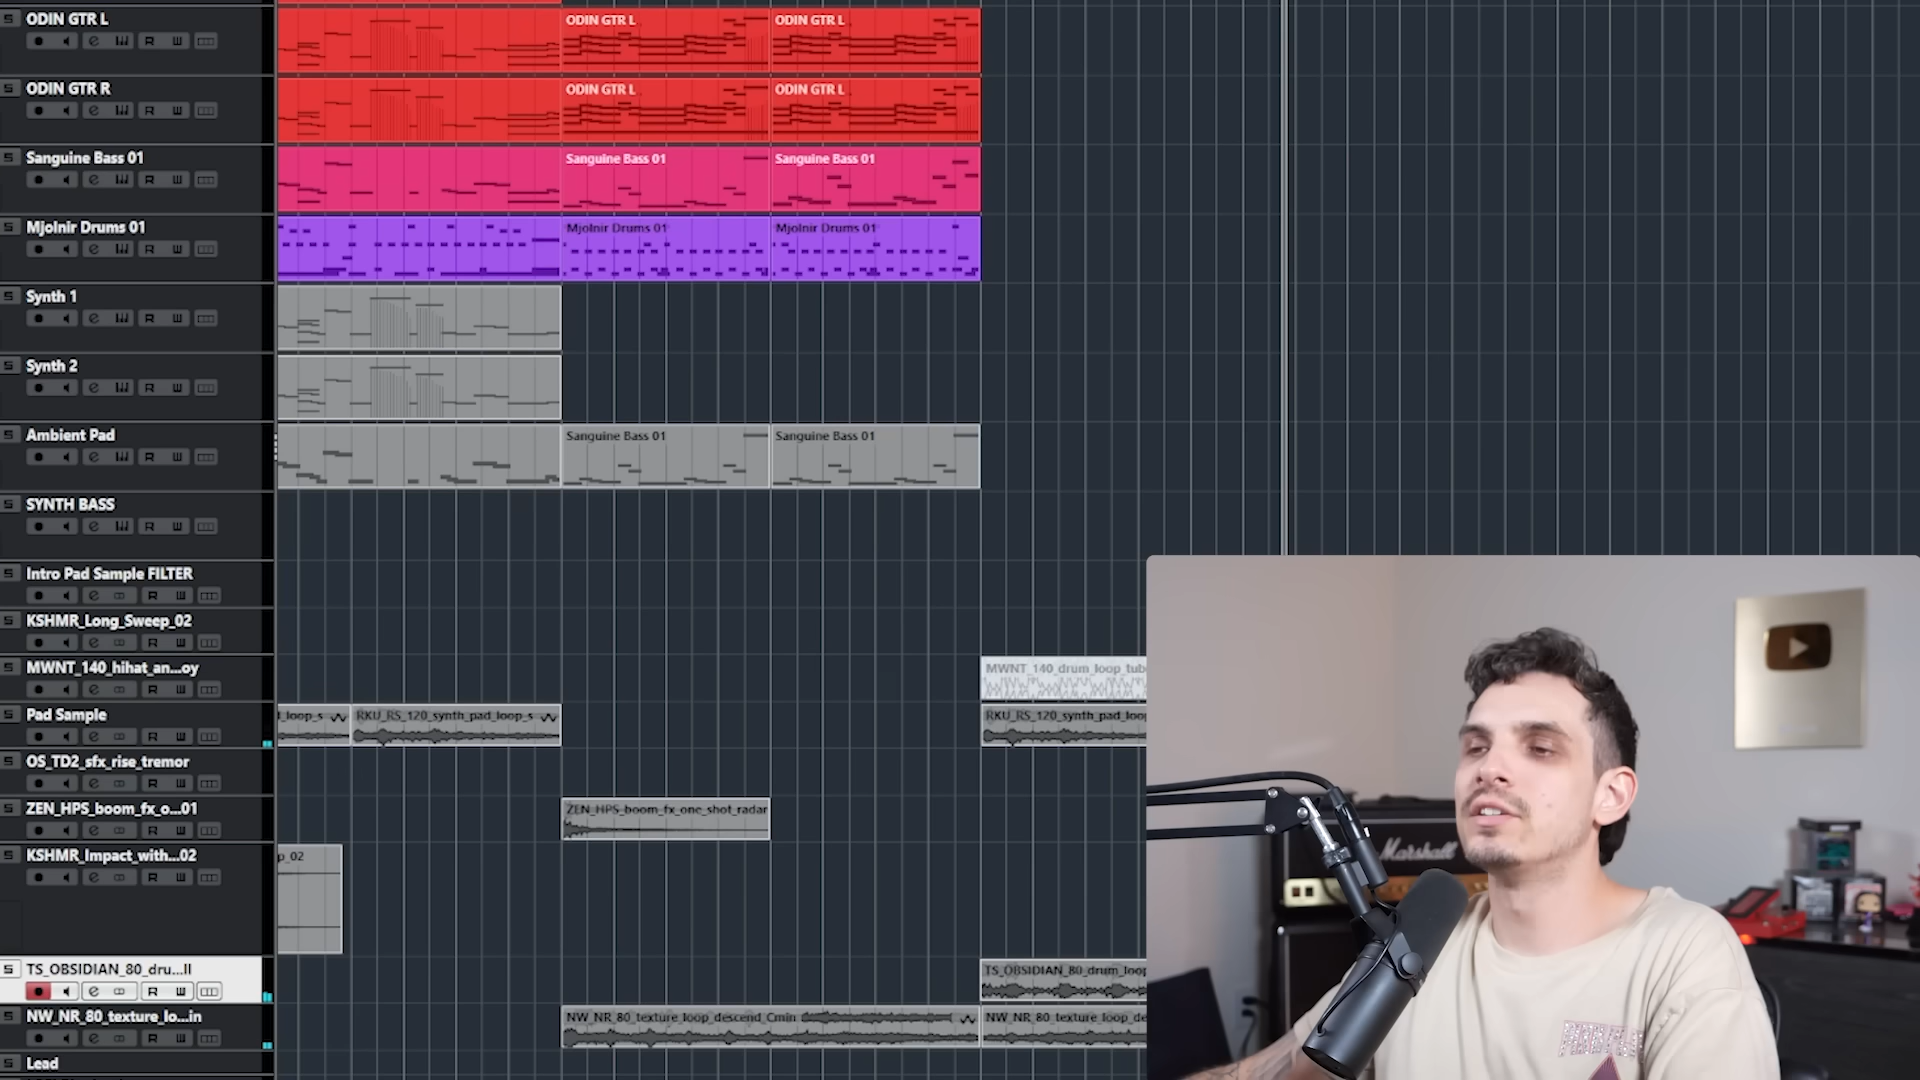 ODIN GTR L
ODIN GTR L
ODIN GTR L
ODIN GTR R
ODIN GTR L
ODIN GTR L
Sanguine Bass 01
Sanguine Bass 01
Sanguine Bass 01
Mjolnir Drums 01
Mjolnir Drums 01
Mjolnir Drums 01
Synth 1
Synth 2
Ambient Pad
Sanguine Bass 01
Sanguine Bass 01
SYNTH BASS
Intro Pad Sample FILTER
KSHMR_Long_Sweep_02
MWNT_140_hihat_an...oy
MWNT_140_drum_loop_tub
Pad Sample
l_loop_s
RKU_RS_120_synth_pad_loop_s
RKU_RS_120_synth_pad_loop
OS_TD2_sfx_rise_tremor
ZEN_HPS_boom_fx_o...01
ZEN_HPS_boom_fx_one_shot_radar
KSHMR_Impact_with...02
p_02
TS_OBSIDIAN_80_dru...ll
TS_OBSIDIAN_80_drum_loop
NW_NR_80_texture_lo...in
NW_NR_80_texture_loop_descend_Cmin
NW_NR_80_texture_loop_de
Lead
Marshall